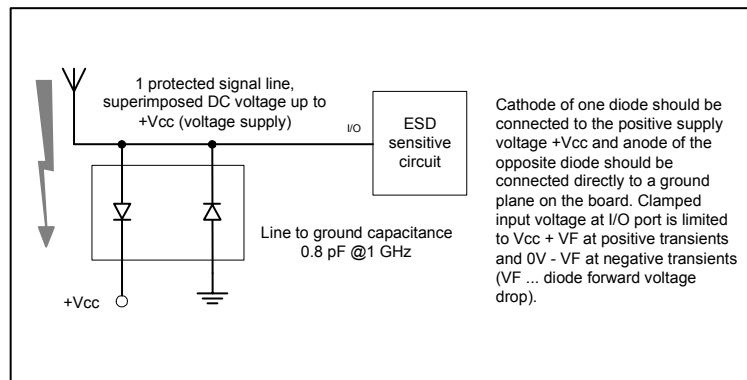 1 protected signal line,
superimposed DC voltage up to
+Vcc (voltage supply)
I/O
ESD
sensitive
circuit
Line to ground capacitance
0.8 pF @1 GHz
+Vcc
Cathode of one diode should be
connected to the positive supply
voltage +Vcc and anode of the
opposite diode should be
connected directly to a ground
plane on the board. Clamped
input voltage at I/O port is limited
to Vcc + VF at positive transients
and 0V - VF at negative transients
(VF ... diode forward voltage
drop).